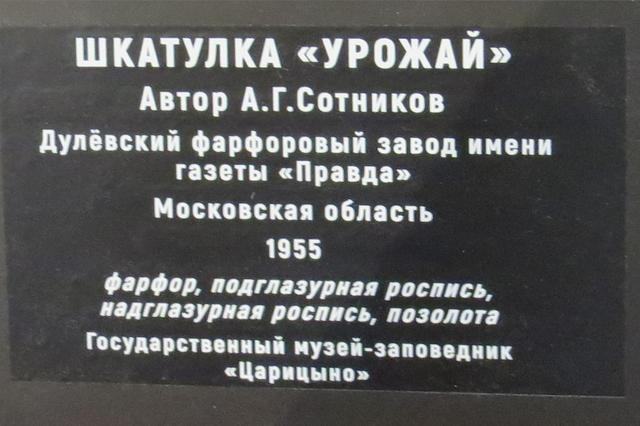 ШКАТУЛКА «УРОЖАЙ»
Автор А.Г.Сотников
Дулёвский фарфоровый завод имени
газеты «Правда»
Московская область
1955
фарфор, подглазурная роспись,
надглазурная роспись, позолота
Государственный музей-заповедник
«Царицыно»